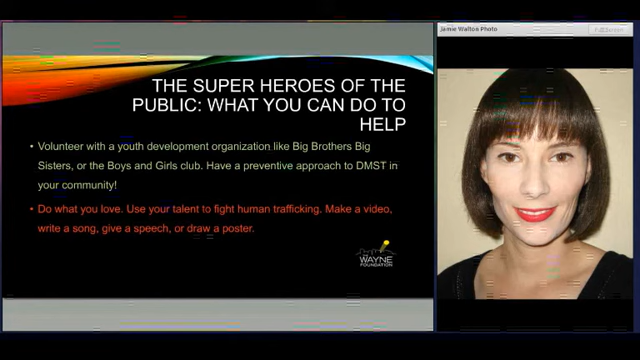 Jamie Walton Photo
Full Screen
THE SUPER HEROES OF THE
PUBLIC: WHAT YOU CAN DO TO
HELP
• Volunteer with a youth development organization like Big Brothers Big
Sisters, or the Boys and Girls club. Have a preventive approach to DMST in
your community!
• Do what you love. Use your talent to fight human trafficking. Make a video,
write a song, give a speech, or draw a poster.
WAYNE
FOUNDATION